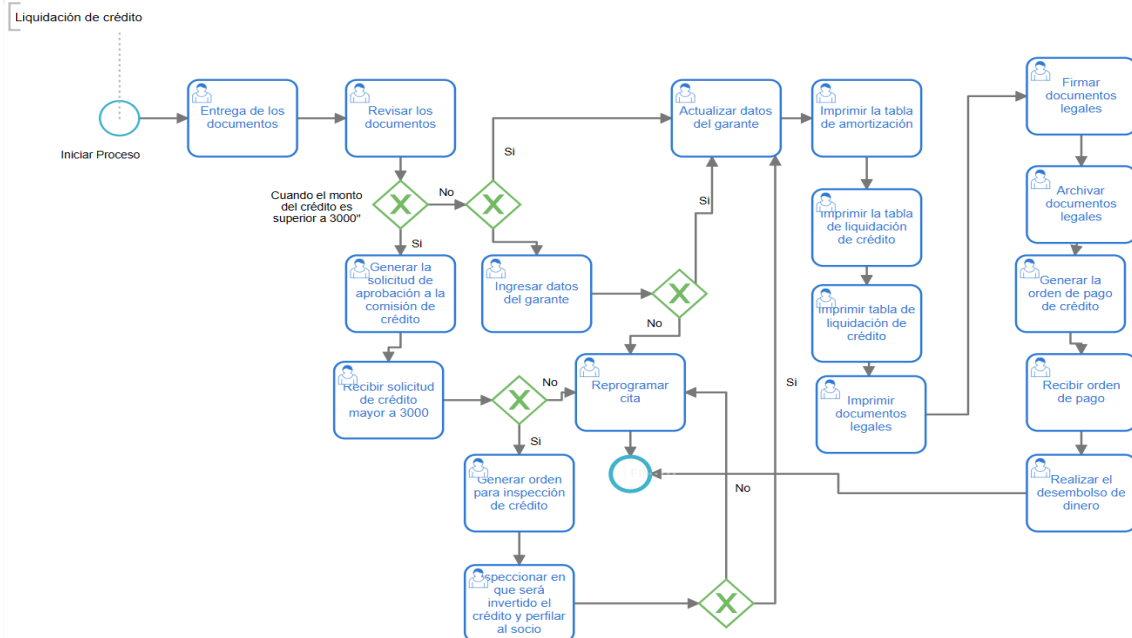 Liquidación de crédito
Iniciar Proceso
Entrega de los
documentos
Revisar los
documentos
Cuando el monto
del crédito es
superior a 3000"
No
Si
Si
Generar la
solicitud de
aprobación a la
comisión de
crédito
Recibir solicitud
de crédito
mayor a 3000
Ingresar datos
del garante
Si
No
No
Si
Reprogramar
cita
Generar orden
para inspección
de crédito
Inspeccionar en
que será
invertido el
crédito y perfilar
al socio
No
Si
Actualizar datos
del garante
Imprimir la tabla
de amortización
Imprimir la tabla
de liquidación
de crédito
Imprimir tabla de
liquidación de
crédito
Imprimir
documentos
legales
Firmar
documentos
legales
Archivar
documentos
legales
Generar la
orden de pago
de crédito
Recibir orden
de pago
Realizar el
desembolso de
dinero